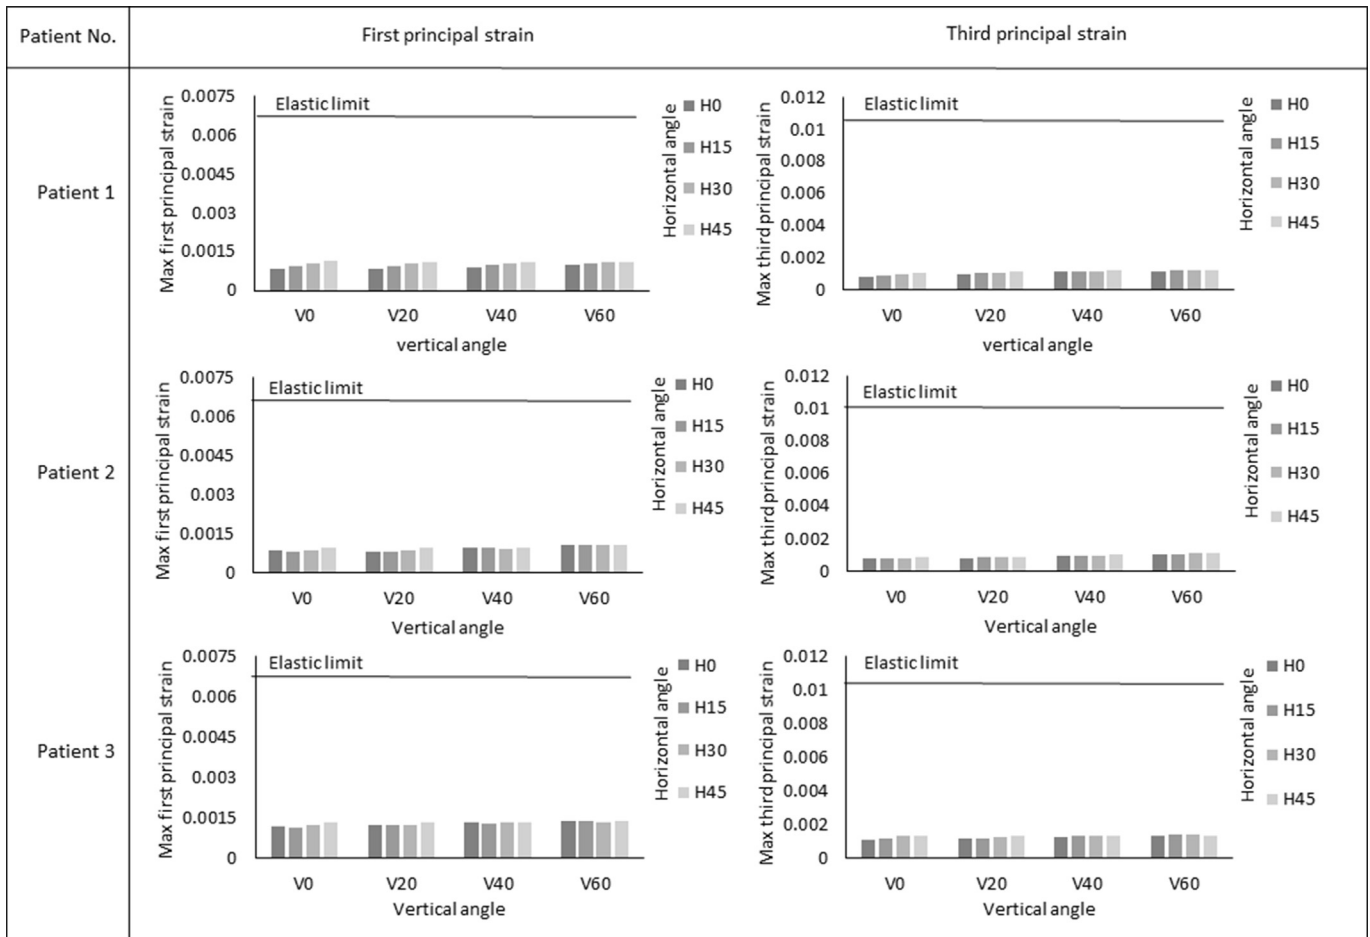 Patient No.
First principal strain
Third principal strain
Patient 1
Max first principal strain
0.0075
0.006
0.0045
0.003
0.0015
0
Elastic limit
V0 V20 V40 V60
vertical angle
Horizontal angle
H0
H15
H30
H45
Max third principal strain
0.012
0.01
0.008
0.006
0.004
0.002
0
Elastic limit
V0 V20 V40 V60
vertical angle
Horizontal angle
H0
H15
H30
H45
Patient 2
Max first principal strain
0.0075
0.006
0.0045
0.003
0.0015
0
Elastic limit
V0 V20 V40 V60
Vertical angle
Horizontal angle
H0
H15
H30
H45
Max third principal strain
0.012
0.01
0.008
0.006
0.004
0.002
0
Elastic limit
V0 V20 V40 V60
Vertical angle
Horizontal angle
H0
H15
H30
H45
Patient 3
Max first principal strain
0.0075
0.006
0.0045
0.003
0.0015
0
Elastic limit
V0 V20 V40 V60
Vertical angle
Horizontal angle
H0
H15
H30
H45
Max third principal strain
0.012
0.01
0.008
0.006
0.004
0.002
0
Elastic limit
V0 V20 V40 V60
Vertical angle
Horizontal angle
H0
H15
H30
H45